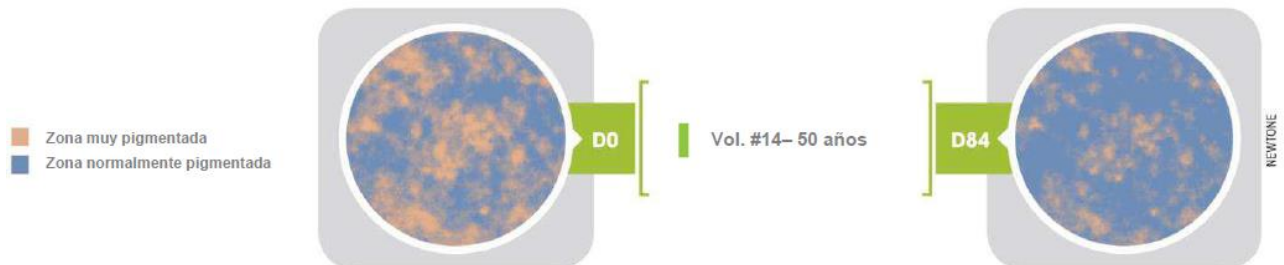 Zona muy pigmentada
Zona normalmente pigmentada
D0
Vol. #14– 50 años
D84
NEWTONE